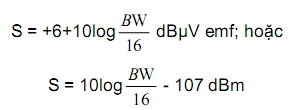 S = +6+10log BW/16 dBµV emf; hoặc
S = 10log BW/16 - 107 dBm